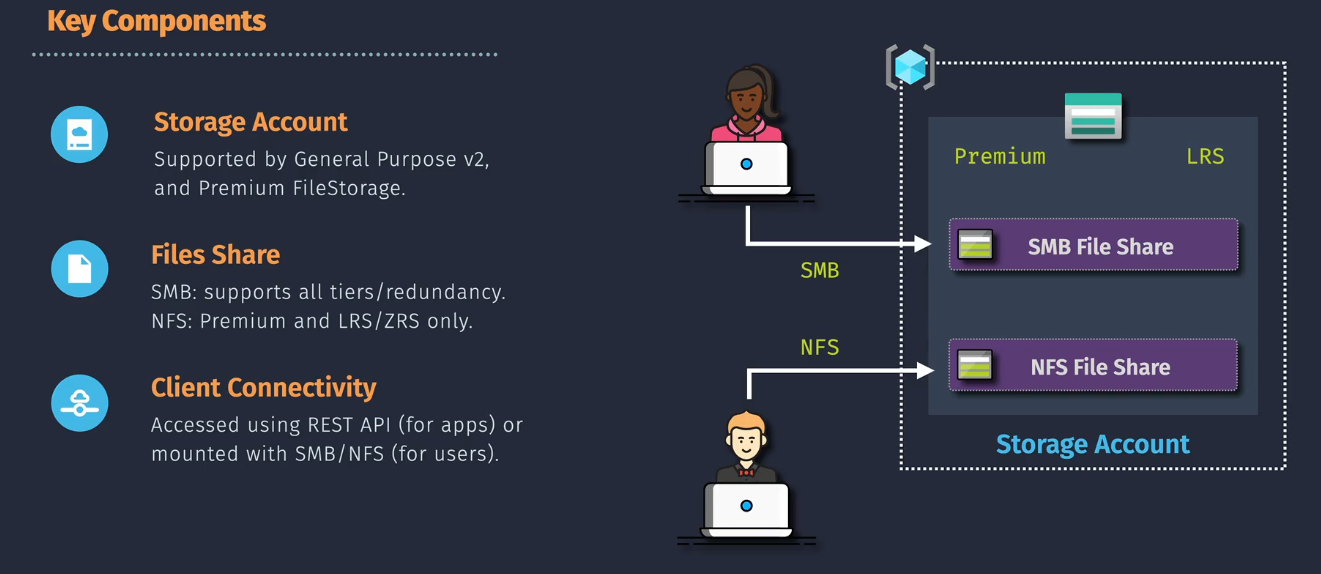 Key Components
Storage Account
Supported by General Purpose v2,
and Premium FileStorage.
Files Share
SMB: supports all tiers/redundancy.
NFS: Premium and LRS/ZRS only.
Client Connectivity
Accessed using REST API (for apps) or
mounted with SMB/NFS (for users).
Premium
LRS
SMB File Share
SMB
NFS
NFS File Share
Storage Account